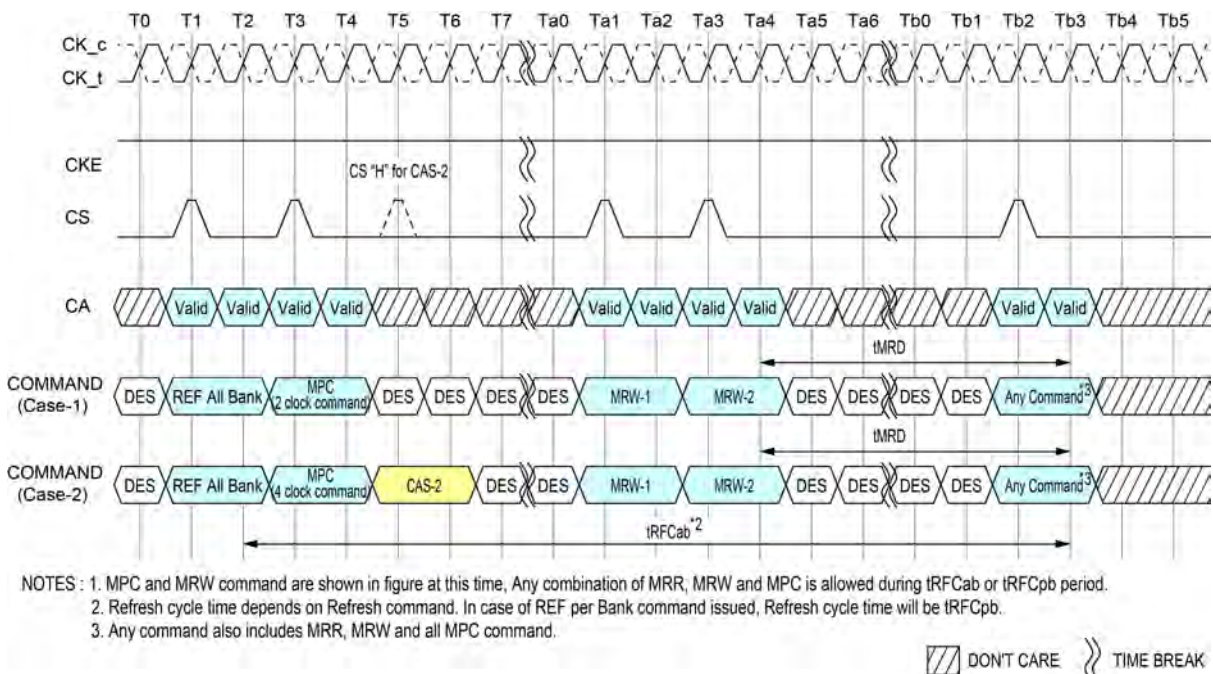 T0 T1 T2 T3 T4 T5 T6 T7 Ta0 Ta1 Ta2 Ta3 Ta4 Ta5 Ta6 Tb0 Tb1 Tb2 Tb3 Tb4 Tb5
CK_c
CK_t
CKE
CS "H" for CAS-2
CS
CA Valid Valid Valid Valid Valid Valid Valid Valid Valid Valid
tMRD
COMMAND (Case-1) DES REF All Bank MPC (2 clock command) DES DES DES DES MRW-1 MRW-2 DES DES DES DES Any Command*3
tMRD
COMMAND (Case-2) DES REF All Bank MPC (4 clock command) CAS-2 DES DES MRW-1 MRW-2 DES DES DES DES Any Command*3
tRFCab*2
NOTES : 1. MPC and MRW command are shown in figure at this time, Any combination of MRR, MRW and MPC is allowed during tRFCab or tRFCpb period.
2. Refresh cycle time depends on Refresh command. In case of REF per Bank command issued, Refresh cycle time will be tRFCpb.
3. Any command also includes MRR, MRW and all MPC command.
DON'T CARE TIME BREAK